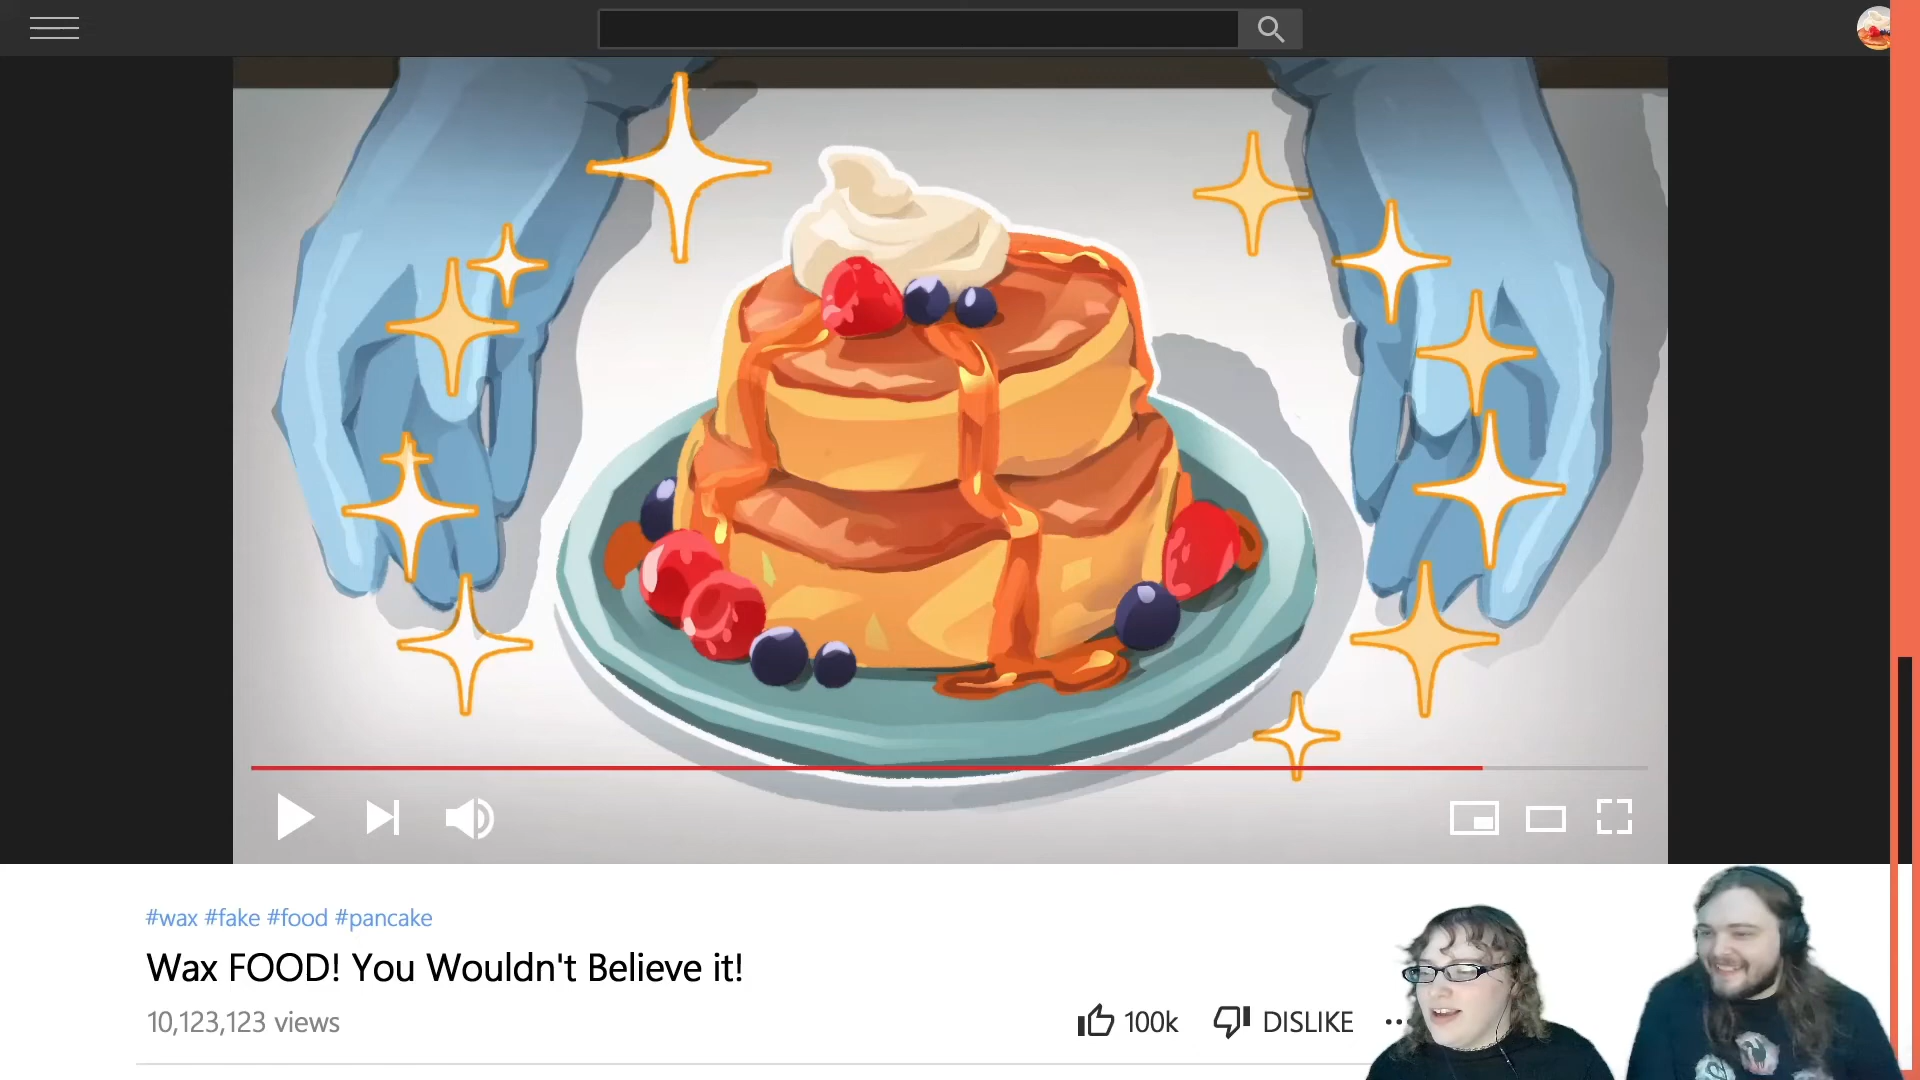 #wax #fake #food #pancake
Wax FOOD! You Wouldn't Believe it!
10,123,123 views
100k
DISLIKE